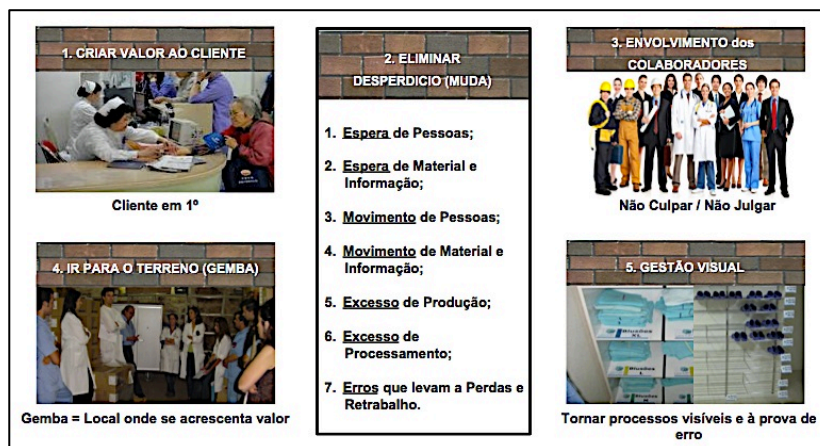 1. CRIAR VALOR AO CLIENTE
Cliente em 1º
2. ELIMINAR
DESPERDICIO (MUDA)
1. Espera de Pessoas;
2. Espera de Material e
Informação;
3. Movimento de Pessoas;
4. Movimento de Material e
Informação;
5. Excesso de Produção;
6. Excesso de
Processamento;
7. Erros que levam a Perdas e
Retrabalho.
3. ENVOLVIMENTO dos
COLABORADORES
Não Culpar / Não Julgar
4. IR PARA O TERRENO (GEMBA)
Gemba = Local onde se acrescenta valor
5. GESTÃO VISUAL
Blusões
XL
Blusões
L
Tornar processos visíveis e à prova de
erro